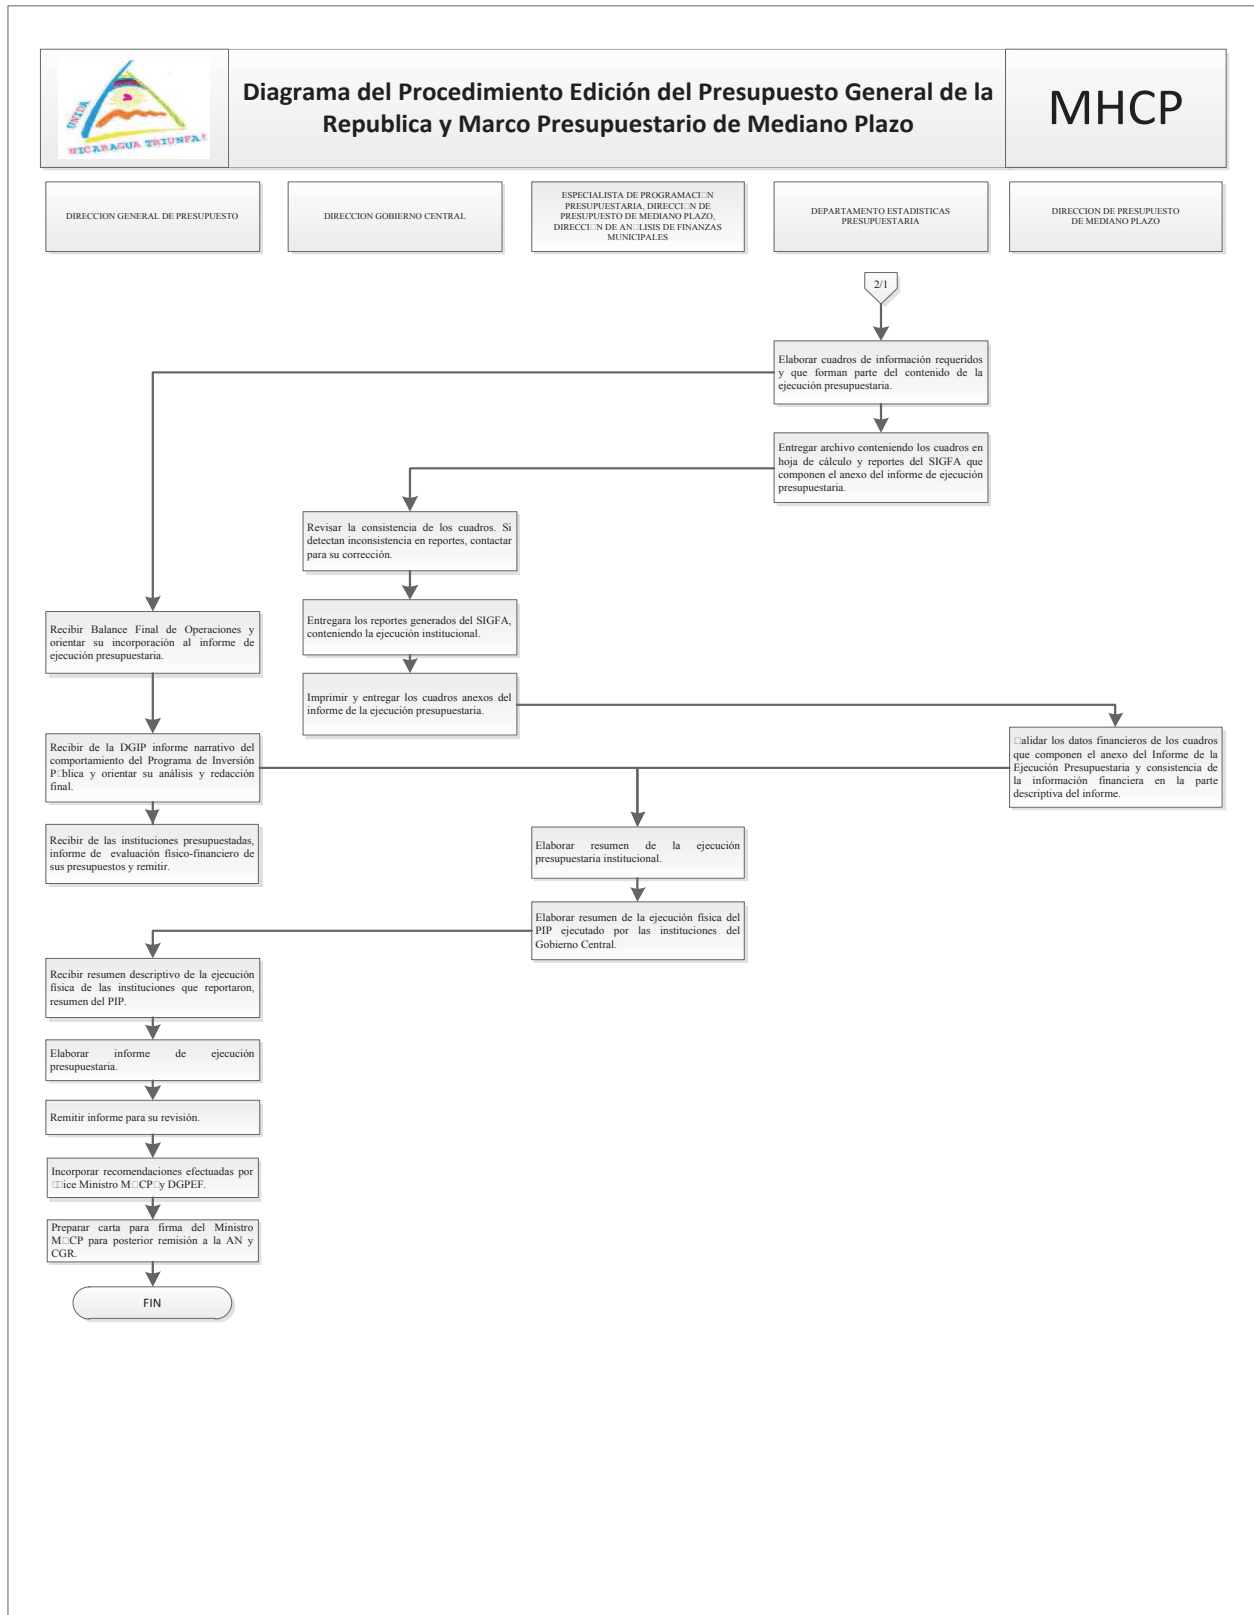 UNIDA
NICARAGUA TRIUNFA!
Diagrama del Procedimiento Edición del Presupuesto General de la
Republica y Marco Presupuestario de Mediano Plazo
MHCP
DIRECCION GENERAL DE PRESUPUESTO
DIRECCION GOBIERNO CENTRAL
ESPECIALISTA DE PROGRAMACI□N
PRESUPUESTARIA, DIRECCI□N DE
PRESUPUESTO DE MEDIANO PLAZO,
DIRECCI□N DE AN□LISIS DE FINANZAS
MUNICIPALES
DEPARTAMENTO ESTADISTICAS
PRESUPUESTARIA
DIRECCION DE PRESUPUESTO
DE MEDIANO PLAZO
2/1
Elaborar cuadros de información requeridos
y que forman parte del contenido de la
ejecución presupuestaria.
Entregar archivo conteniendo los cuadros en
hoja de cálculo y reportes del SIGFA que
componen el anexo del informe de ejecución
presupuestaria.
Revisar la consistencia de los cuadros. Si
detectan inconsistencia en reportes, contactar
para su corrección.
Entregara los reportes generados del SIGFA,
conteniendo la ejecución institucional.
Recibir Balance Final de Operaciones y
orientar su incorporación al informe de
ejecución presupuestaria.
Imprimir y entregar los cuadros anexos del
informe de la ejecución presupuestaria.
Recibir de la DGIP informe narrativo del
comportamiento del Programa de Inversión
P□blica y orientar su análisis y redacción
final.
□alidar los datos financieros de los cuadros
que componen el anexo del Informe de la
Ejecución Presupuestaria y consistencia de
la información financiera en la parte
descriptiva del informe.
Recibir de las instituciones presupuestadas,
informe de evaluación físico-financiero de
sus presupuestos y remitir.
Elaborar resumen de la ejecución
presupuestaria institucional.
Elaborar resumen de la ejecución física del
PIP ejecutado por las instituciones del
Gobierno Central.
Recibir resumen descriptivo de la ejecución
física de las instituciones que reportaron,
resumen del PIP.
Elaborar informe de ejecución
presupuestaria.
Remitir informe para su revisión.
Incorporar recomendaciones efectuadas por
□□ice Ministro M□CP□y DGPEF.
Preparar carta para firma del Ministro
M□CP para posterior remisión a la AN y
CGR.
FIN